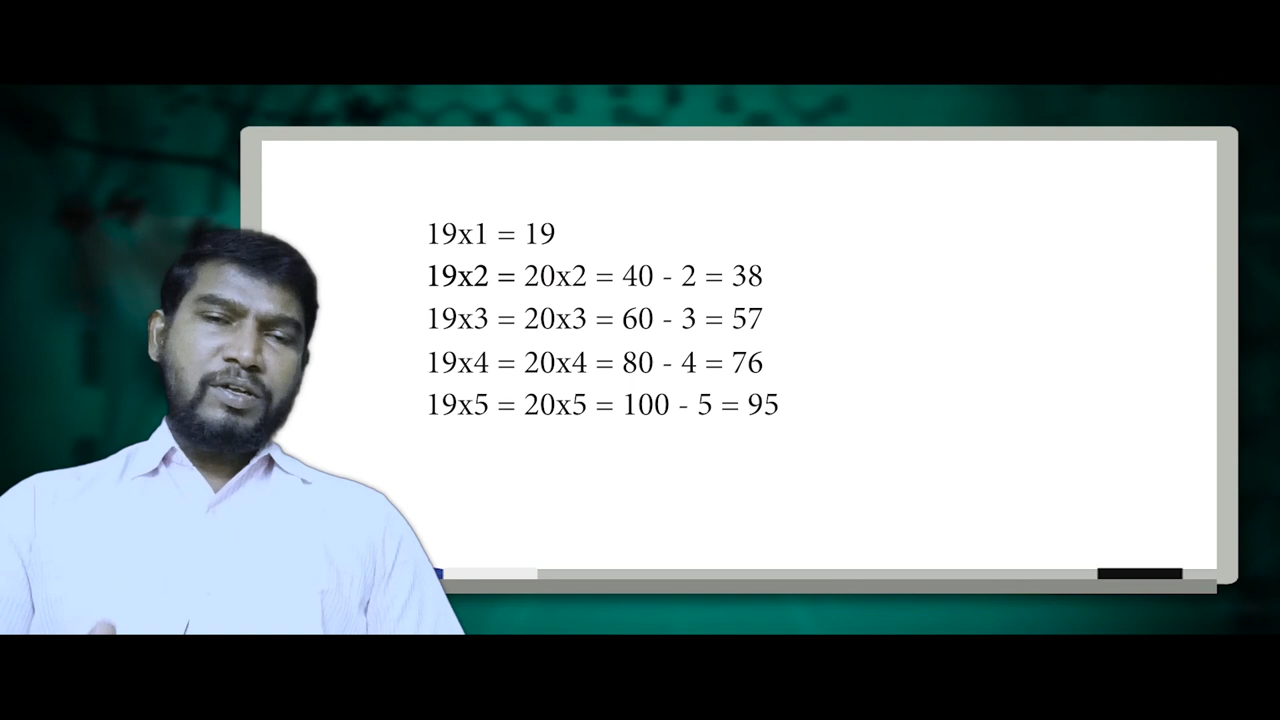 19x1 = 19
19x2 = 20x2 = 40 - 2 = 38
19x3 = 20x3 = 60 - 3 = 57
19x4 = 20x4 = 80 - 4 = 76
19x5 = 20x5 = 100 - 5 = 95